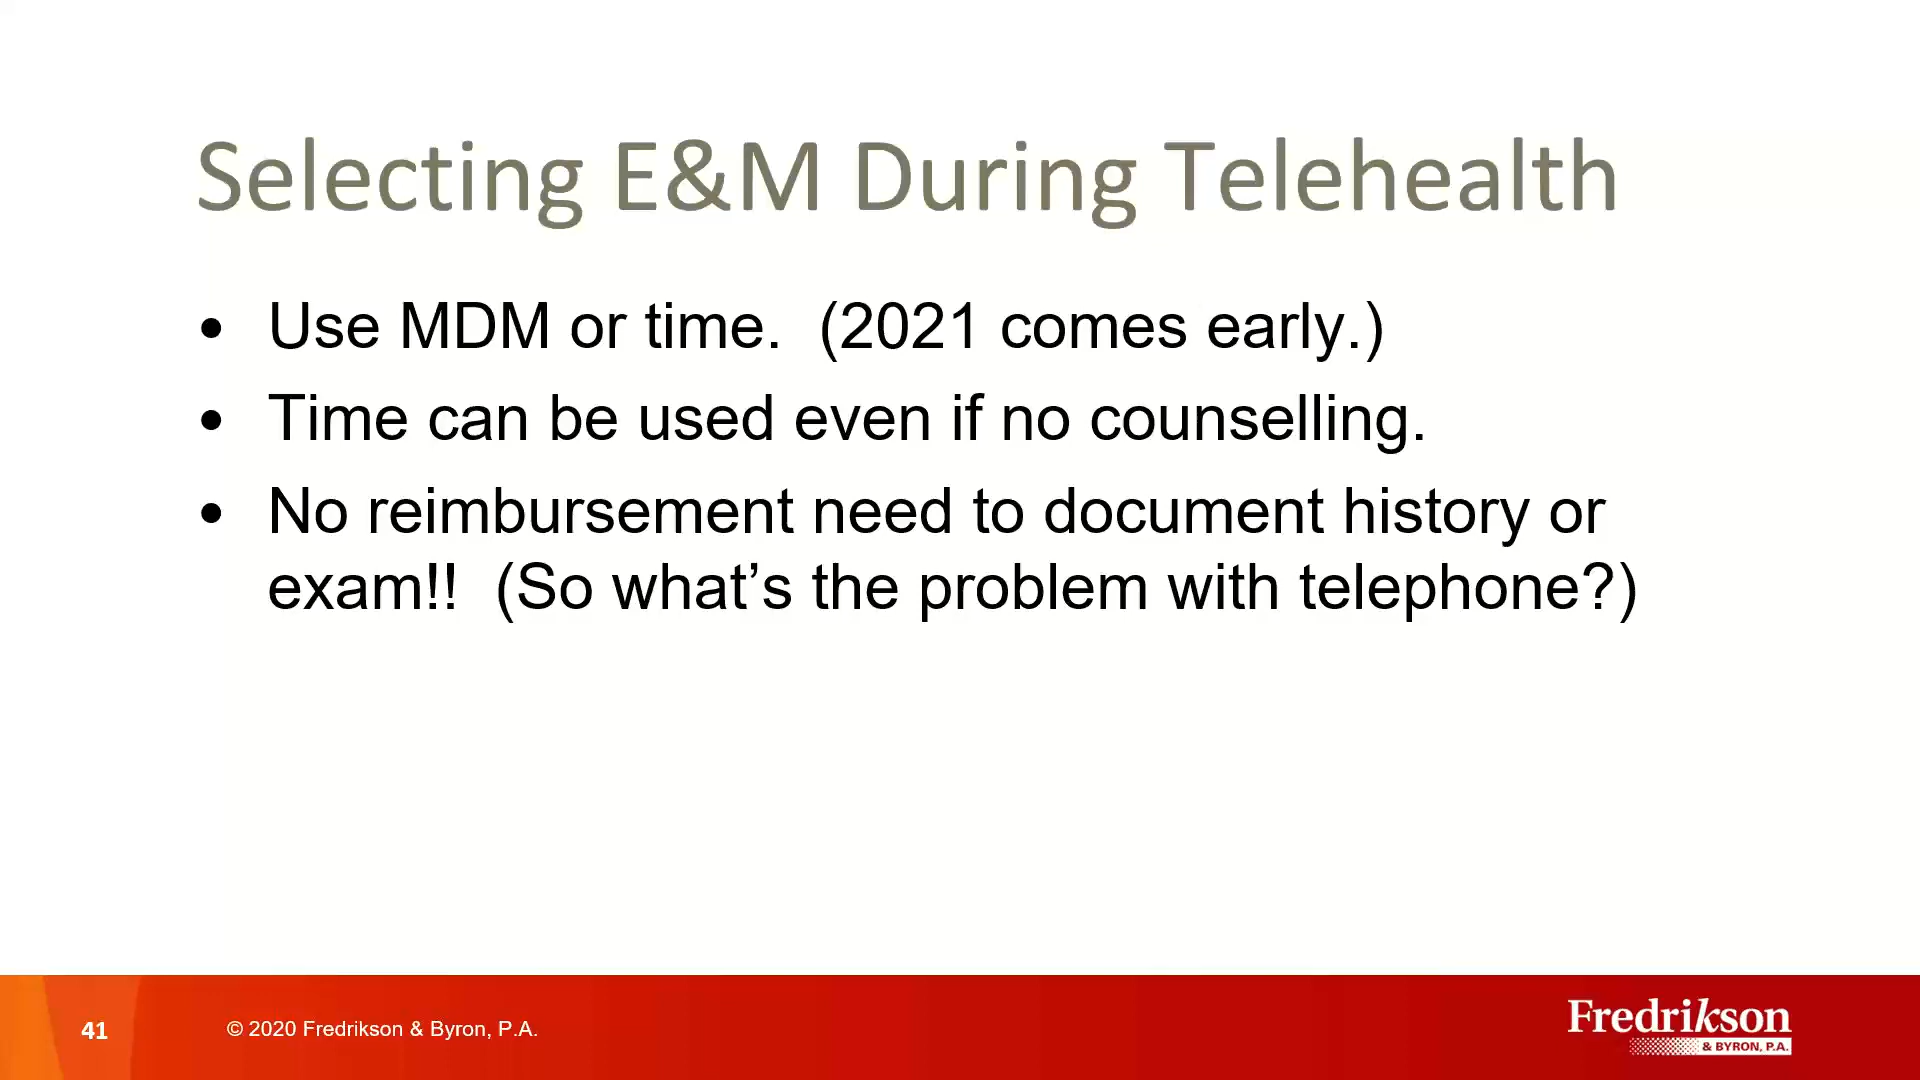 Selecting E&M During Telehealth
• Use MDM or time.  (2021 comes early.)
• Time can be used even if no counselling.
• No reimbursement need to document history or
exam!!  (So what’s the problem with telephone?)
41
© 2020 Fredrikson & Byron, P.A.
Fredrikson
& BYRON, P.A.